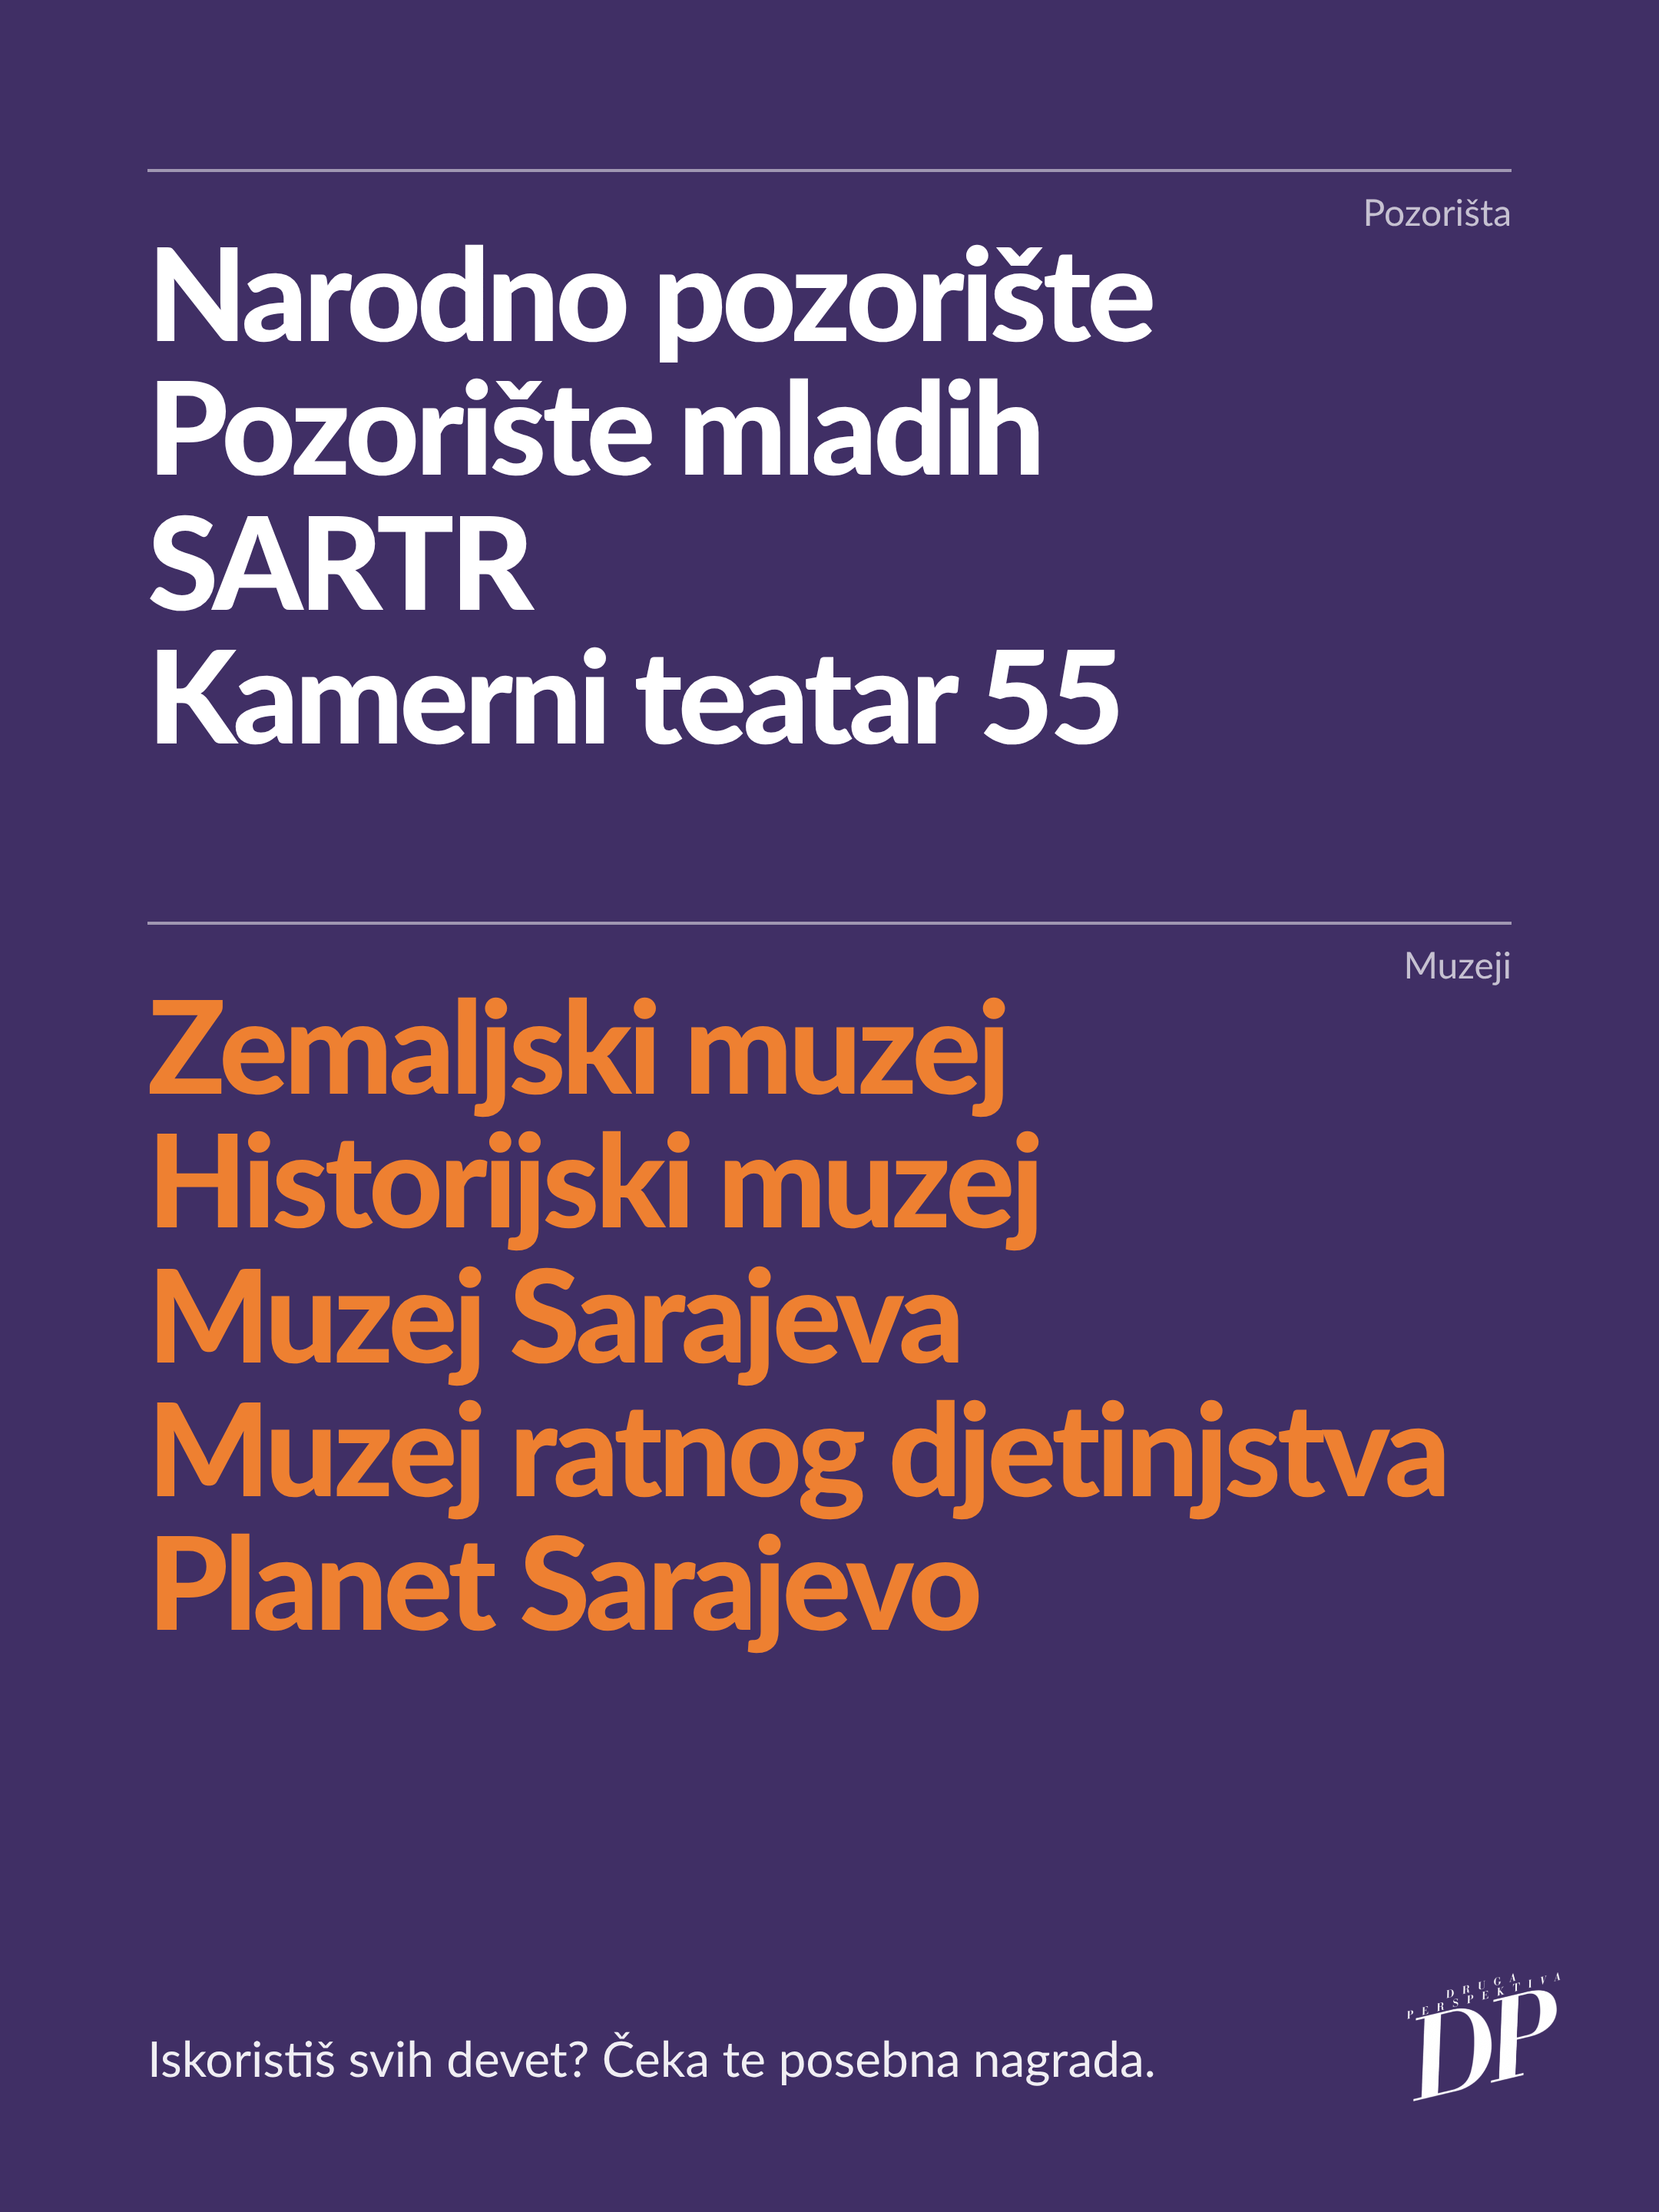 Pozorišta
Narodno pozorište
Pozorište mladih
SARTR
Kamerni teatar 55
Muzeji
Zemaljski muzej
Historijski muzej
Muzej Sarajeva
Muzej ratnog djetinjstva
Planet Sarajevo
Iskoristiš svih devet? Čeka te posebna nagrada.
DRUGA
PERSPEKTIVA
DP